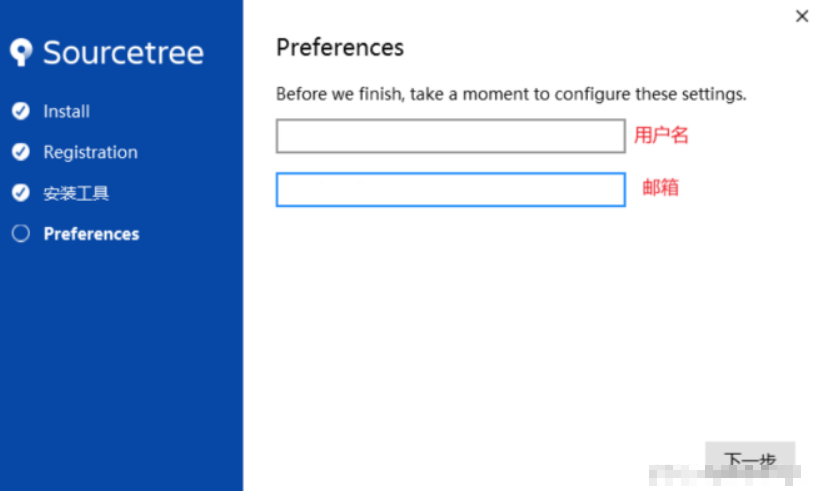 Sourcetree
Install
Registration
安装工具
Preferences
Preferences
Before we finish, take a moment to configure these settings.
用户名
邮箱
下一步